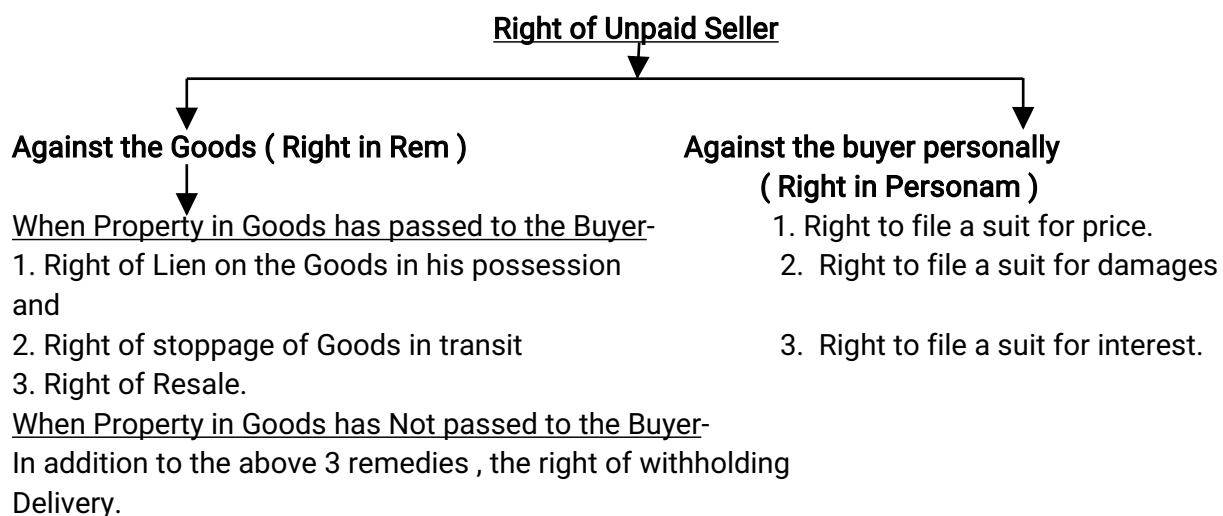 Right of Unpaid Seller
Against the Goods ( Right in Rem )
When Property in Goods has passed to the Buyer-
1. Right of Lien on the Goods in his possession
and
2. Right of stoppage of Goods in transit
3. Right of Resale.
When Property in Goods has Not passed to the Buyer-
In addition to the above 3 remedies , the right of withholding
Delivery.
Against the buyer personally
( Right in Personam )
1. Right to file a suit for price.
2. Right to file a suit for damages
3. Right to file a suit for interest.